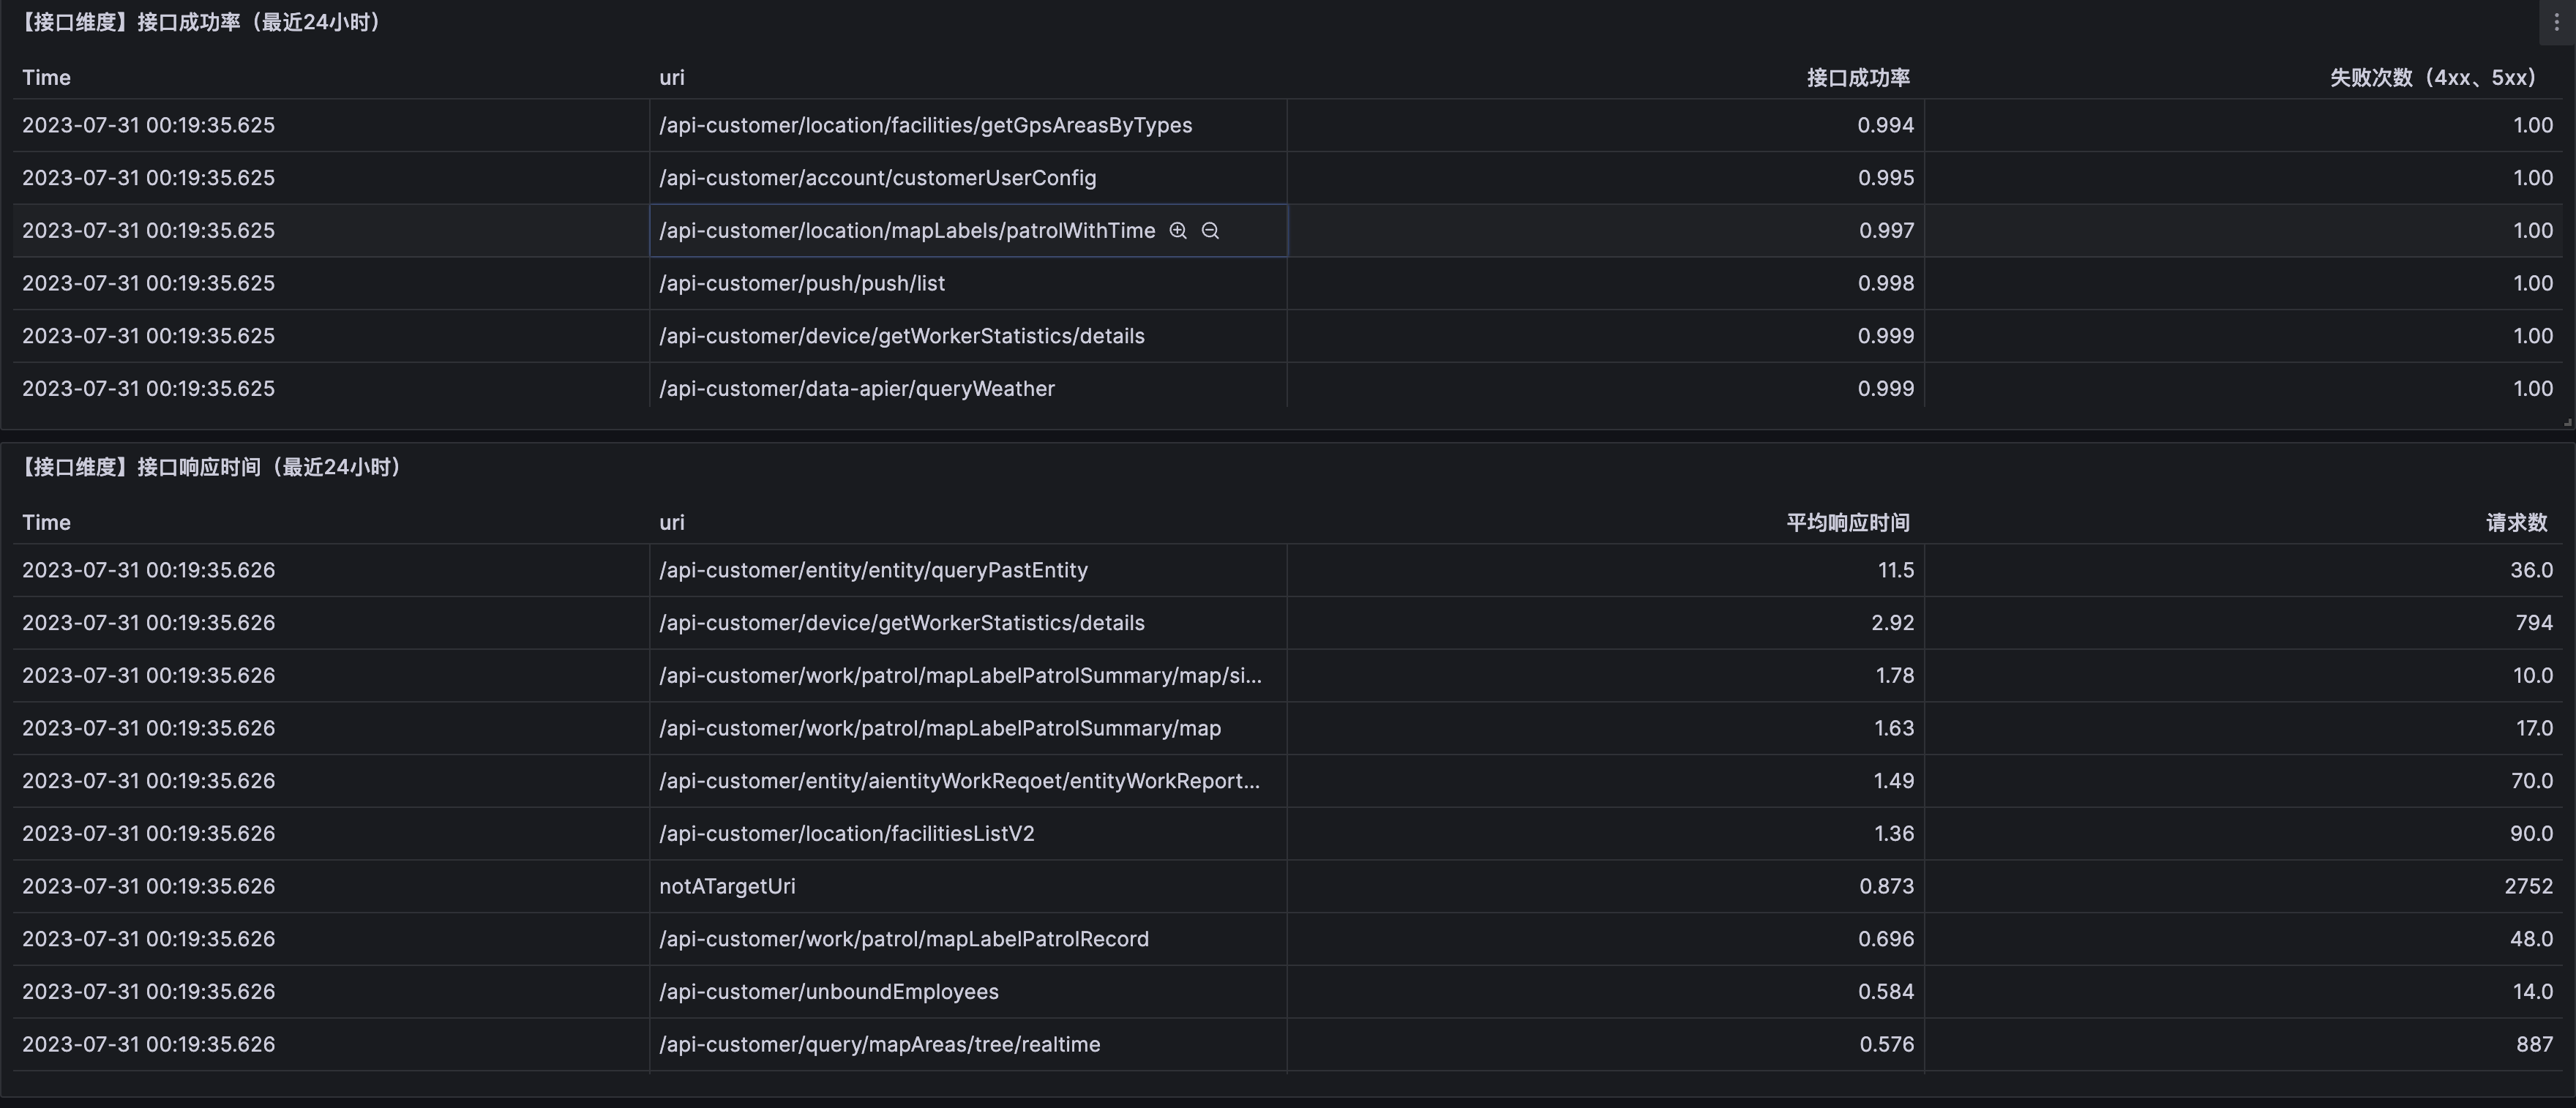 【接口维度】接口成功率（最近24小时）
Time uri 接口成功率 失败次数（4xx、5xx）
2023-07-31 00:19:35.625 /api-customer/location/facilities/getGpsAreasByTypes 0.994 1.00
2023-07-31 00:19:35.625 /api-customer/account/customerUserConfig 0.995 1.00
2023-07-31 00:19:35.625 /api-customer/location/mapLabels/patrolWithTime 0.997 1.00
2023-07-31 00:19:35.625 /api-customer/push/push/list 0.998 1.00
2023-07-31 00:19:35.625 /api-customer/device/getWorkerStatistics/details 0.999 1.00
2023-07-31 00:19:35.625 /api-customer/data-apier/queryWeather 0.999 1.00
【接口维度】接口响应时间（最近24小时）
Time uri 平均响应时间 请求数
2023-07-31 00:19:35.626 /api-customer/entity/entity/queryPastEntity 11.5 36.0
2023-07-31 00:19:35.626 /api-customer/device/getWorkerStatistics/details 2.92 794
2023-07-31 00:19:35.626 /api-customer/work/patrol/mapLabelPatrolSummary/map/si... 1.78 10.0
2023-07-31 00:19:35.626 /api-customer/work/patrol/mapLabelPatrolSummary/map 1.63 17.0
2023-07-31 00:19:35.626 /api-customer/entity/aientityWorkReqoet/entityWorkReport... 1.49 70.0
2023-07-31 00:19:35.626 /api-customer/location/facilitiesListV2 1.36 90.0
2023-07-31 00:19:35.626 notATargetUri 0.873 2752
2023-07-31 00:19:35.626 /api-customer/work/patrol/mapLabelPatrolRecord 0.696 48.0
2023-07-31 00:19:35.626 /api-customer/unboundEmployees 0.584 14.0
2023-07-31 00:19:35.626 /api-customer/query/mapAreas/tree/realtime 0.576 887